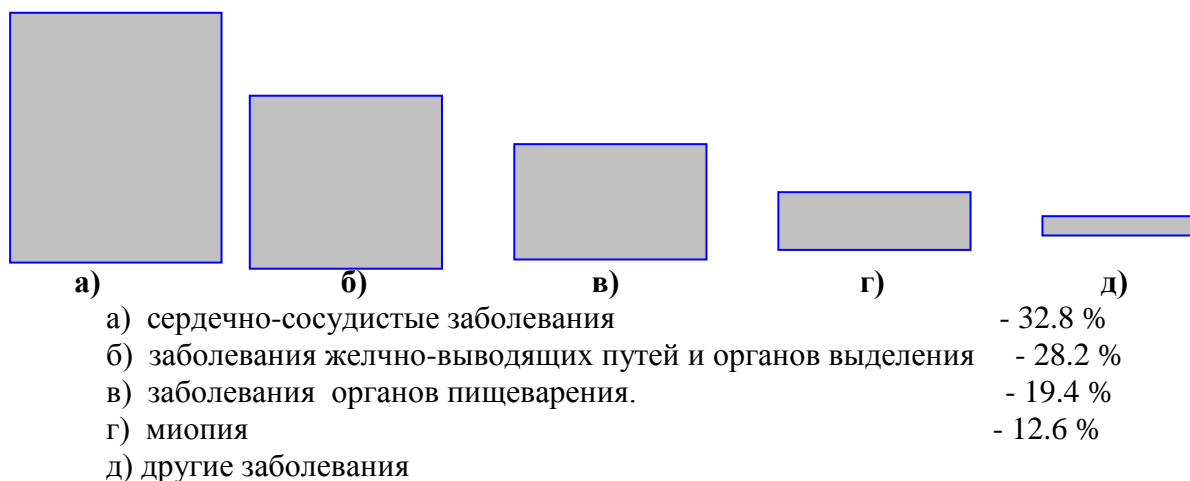 а) б) в) г) д)
а) сердечно-сосудистые заболевания - 32.8 %
б) заболевания желчно-выводящих путей и органов выделения - 28.2 %
в) заболевания органов пищеварения. - 19.4 %
г) миопия - 12.6 %
д) другие заболевания